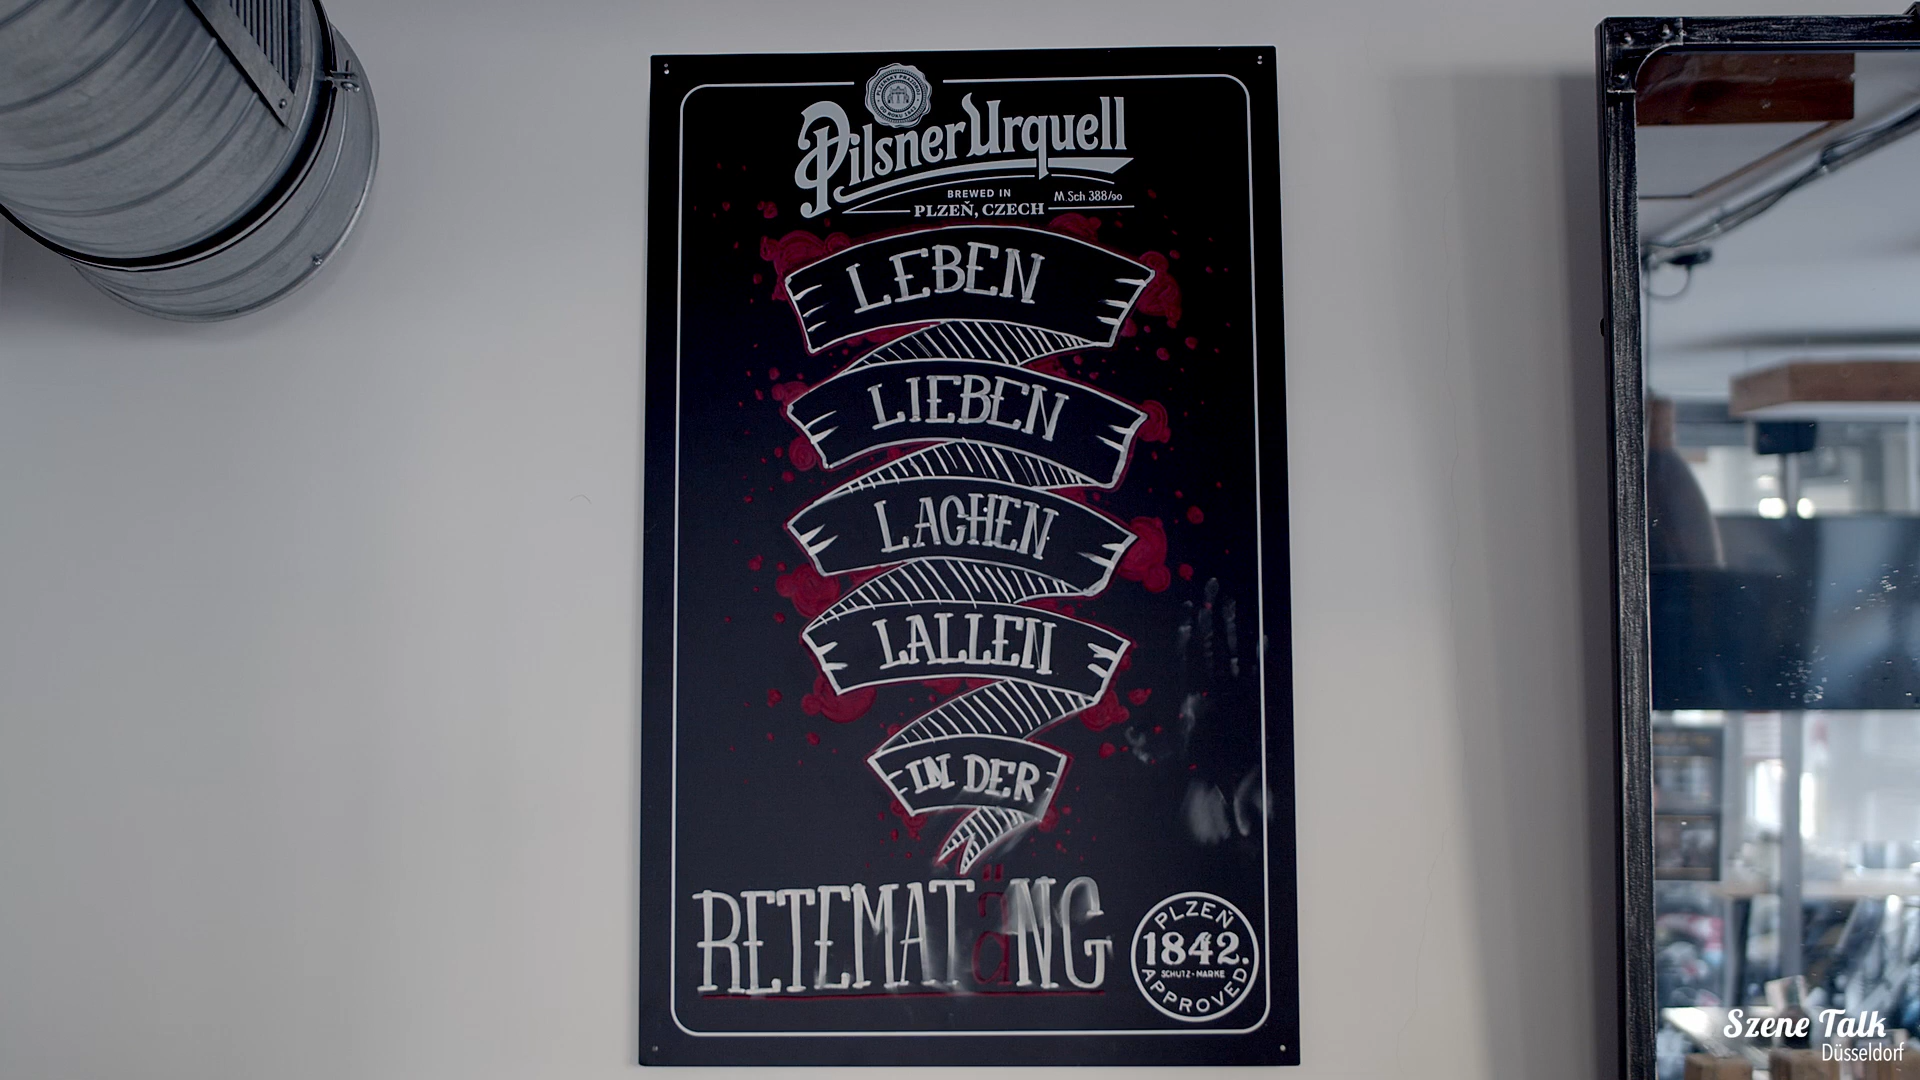 Pilsner Urquell
BREWED IN
M.Sch 388/90
PLZEŇ, CZECH
LEBEN
LIEBEN
LACHEN
LALLEN
IN DER
RETEMATäNG
PLZEŇ
1842.
SCHUTZ-MARKE
APPROVED
Szene Talk
Düsseldorf